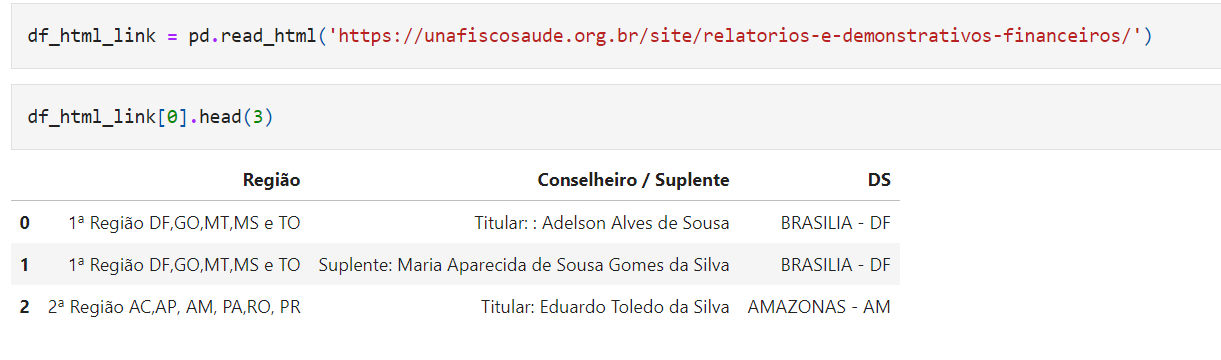 df_html_link = pd.read_html('https://unafiscosaude.org.br/site/relatorios-e-demonstrativos-financeiros/')
df_html_link[0].head(3)
Região Conselheiro / Suplente DS
0 1ª Região DF,GO,MT,MS e TO Titular: : Adelson Alves de Sousa BRASILIA - DF
1 1ª Região DF,GO,MT,MS e TO Suplente: Maria Aparecida de Sousa Gomes da Silva BRASILIA - DF
2 2ª Região AC,AP, AM, PA,RO, PR Titular: Eduardo Toledo da Silva AMAZONAS - AM